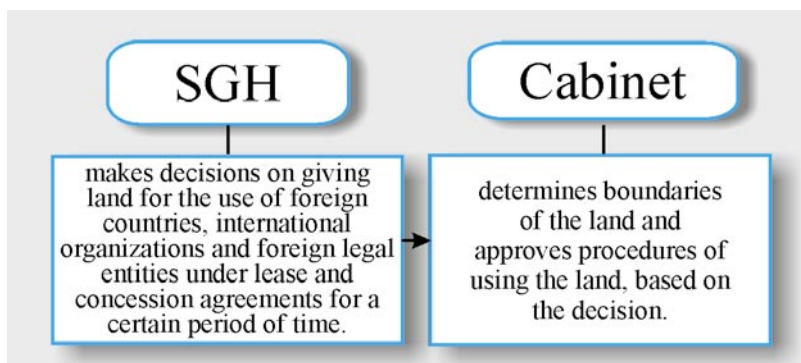 SGH
makes decisions on giving
land for the use of foreign
countries, international
organizations and foreign legal
entities under lease and
concession agreements for a
certain period of time.
Cabinet
determines boundaries
of the land and
approves procedures of
using the land, based on
the decision.